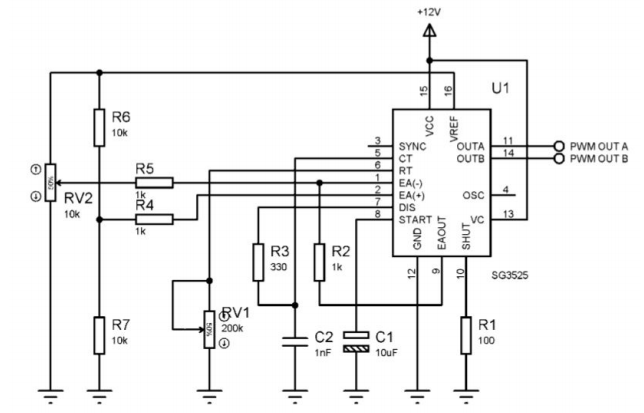 +12V
U1
15
16
VCC
VREF
R6
10k
3
SYNC
OUTA
11
PWM OUT A
5
CT
OUTB
14
PWM OUT B
6
RT
R5
1k
1
EA(-)
50%
RV2
10k
R4
1k
2
EA(+)
OSC
4
7
DIS
8
START
VC
13
GND
EAOUT
SHUT
R3
330
R2
1k
12
9
10
SG3525
R7
10k
RV1
200k
50%
C2
1nF
C1
10uF
R1
100